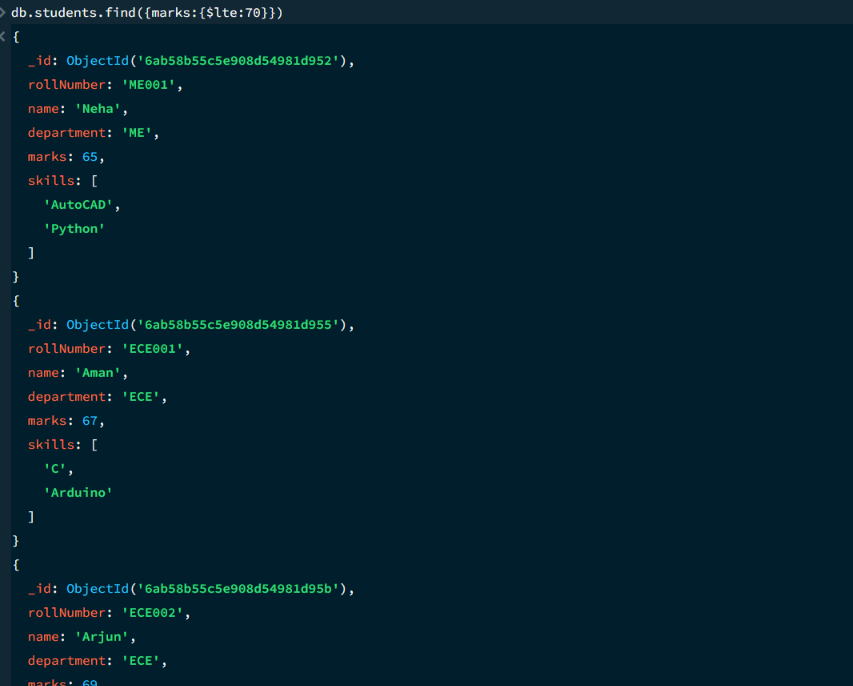 db.students.find({marks:{$lte:70}})
{
_id: ObjectId('6ab58b55c5e908d54981d952'),
rollNumber: 'ME001',
name: 'Neha',
department: 'ME',
marks: 65,
skills: [
'AutoCAD',
'Python'
]
}
{
_id: ObjectId('6ab58b55c5e908d54981d955'),
rollNumber: 'ECE001',
name: 'Aman',
department: 'ECE',
marks: 67,
skills: [
'C',
'Arduino'
]
}
{
_id: ObjectId('6ab58b55c5e908d54981d95b'),
rollNumber: 'ECE002',
name: 'Arjun',
department: 'ECE',
marks: 69